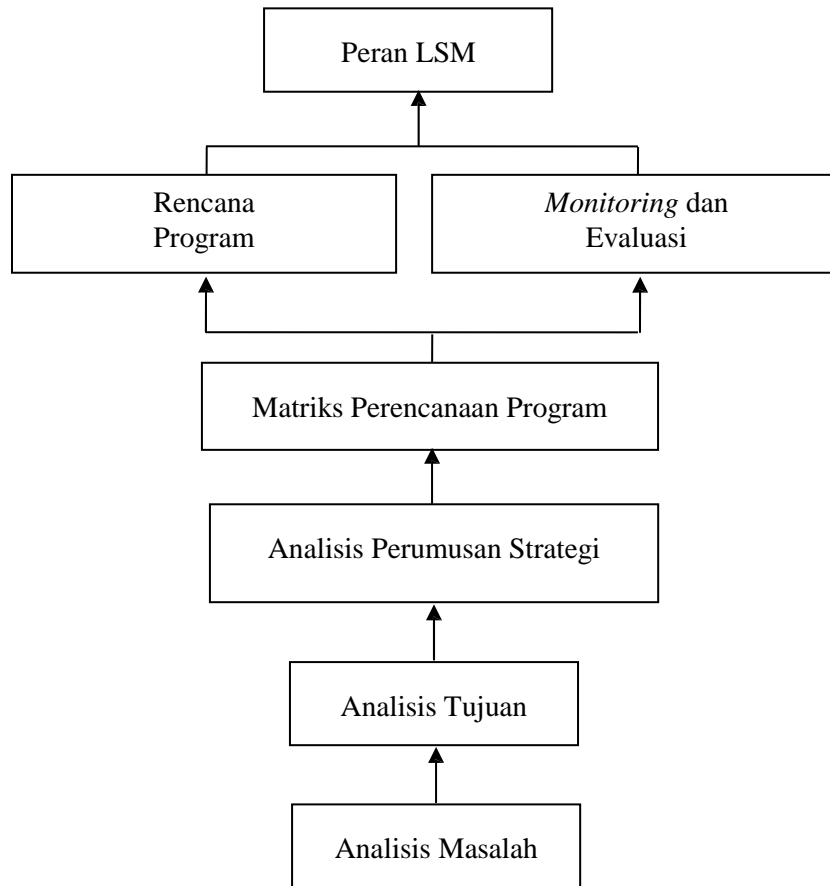 Peran LSM
Rencana
Program
Monitoring dan
Evaluasi
Matriks Perencanaan Program
Analisis Perumusan Strategi
Analisis Tujuan
Analisis Masalah